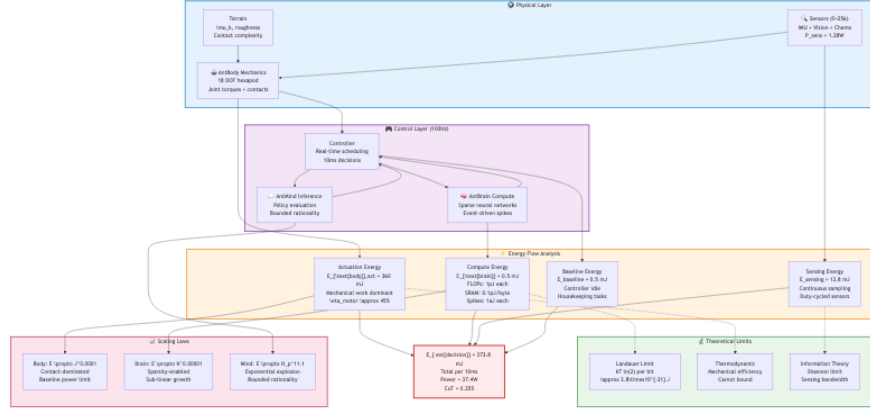 Physical Layer
Terrain
\mu_k, roughness
Contact complexity
Sensors (S=256)
IMU + Vision + Chemo
P_sens = 1.28W
AntBody Mechanics
18 DOF hexapod
Joint torques + contacts
Control Layer (100Hz)
Controller
Real-time scheduling
10ms decisions
AntMind Inference
Policy evaluation
Bounded rationality
AntBrain Compute
Sparse neural networks
Event-driven spikes
Energy Flow Analysis
Actuation Energy
E_{\text{body}},act = 360
mJ
Mechanical work dominant
\eta_motor \approx 45%
Compute Energy
E_{\text{brain}} = 0.5 mJ
FLOPs: 1pJ each
SRAM: 0.1pJ/byte
Spikes: 1aJ each
Baseline Energy
E_baseline = 0.5 mJ
Controller idle
Housekeeping tasks
Sensing Energy
E_sensing = 12.8 mJ
Continuous sampling
Duty-cycled sensors
Scaling Laws
Body: E \propto J^0.0001
Contact-dominated
Baseline power limit
Brain: E \propto K^0.00001
Sparsity-enabled
Sub-linear growth
Mind: E \propto H_p^11.1
Exponential explosion
Bounded rationality
E_{\text{decision}} = 373.8
mJ
Total per 10ms
Power = 37.4W
CoT = 0.255
Theoretical Limits
Landauer Limit
kT ln(2) per bit
\approx 2.8\times10^{-21} J
Thermodynamic
Mechanical efficiency
Carnot bound
Information Theory
Shannon limit
Sensing bandwidth